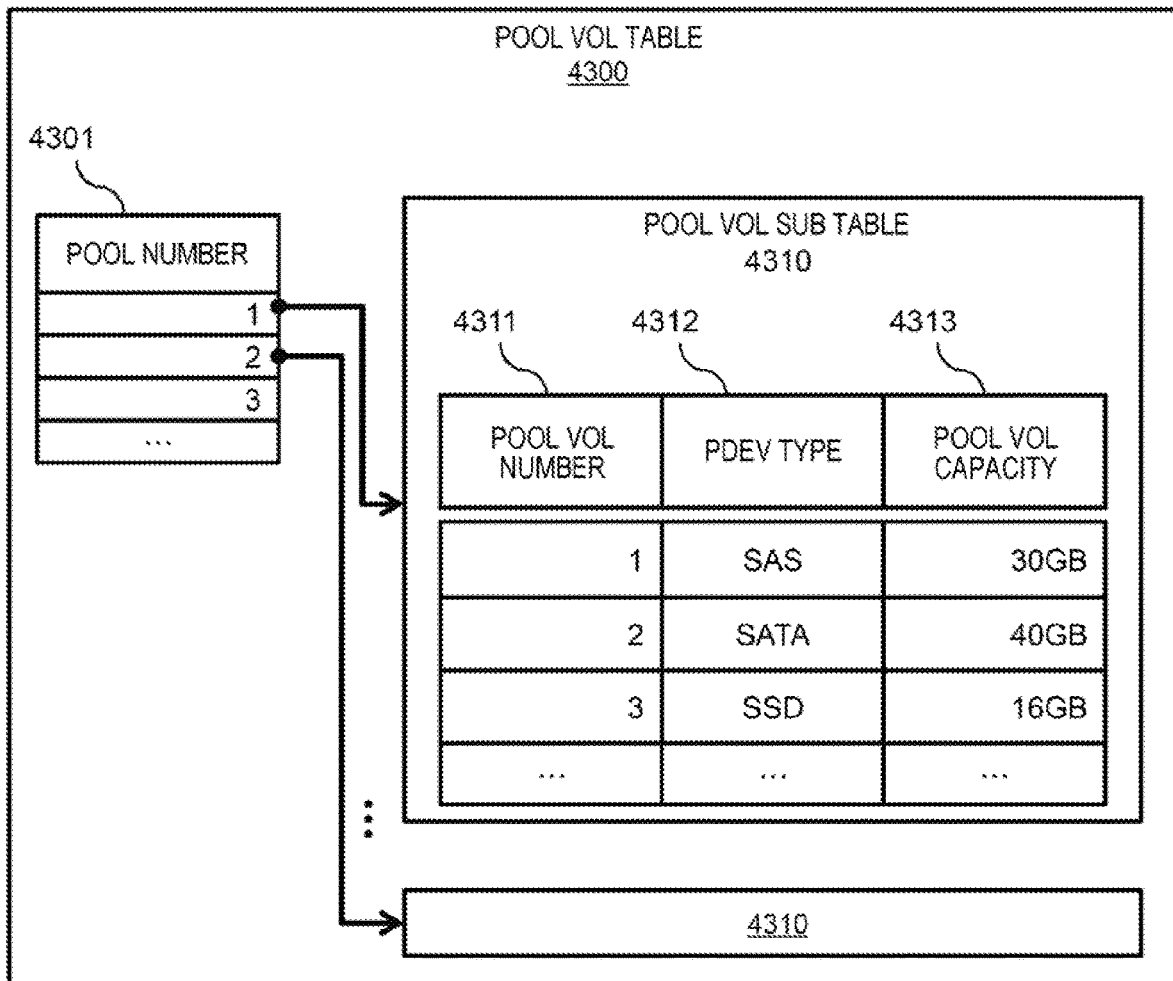 POOL VOL TABLE
4300
4301
POOL NUMBER
1
2
3
...
POOL VOL SUB TABLE
4310
4311 4312 4313
POOL VOL NUMBER PDEV TYPE POOL VOL CAPACITY
1 SAS 30GB
2 SATA 40GB
3 SSD 16GB
... ... ...
...
4310